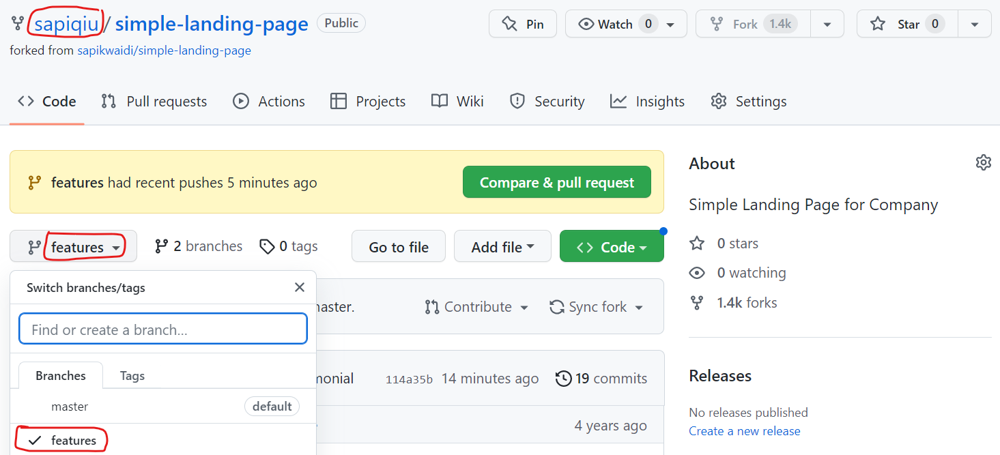 sapiqiu / simple-landing-page Public Pin Watch 0 Fork 1.4k Star 0
forked from sapikwaidi/simple-landing-page
Code Pull requests Actions Projects Wiki Security Insights Settings
features had recent pushes 5 minutes ago Compare & pull request
features 2 branches 0 tags Go to file Add file Code
Switch branches/tags
aster. Contribute Sync fork
Find or create a branch...
Branches Tags
monial 114a35b 14 minutes ago 19 commits
master default
4 years ago
features
About
Simple Landing Page for Company
0 stars
0 watching
1.4k forks
Releases
No releases published
Create a new release